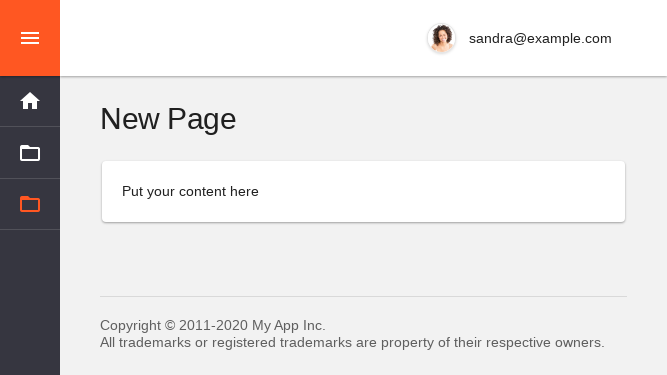 sandra@example.com
New Page
Put your content here
Copyright © 2011-2020 My App Inc.
All trademarks or registered trademarks are property of their respective owners.